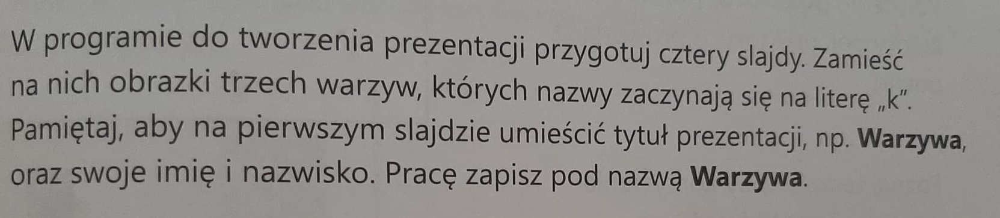 W programie do tworzenia prezentacji przygotuj cztery slajdy. Zamieść
na nich obrazki trzech warzyw, których nazwy zaczynają się na literę „k”.
Pamiętaj, aby na pierwszym slajdzie umieścić tytuł prezentacji, np. Warzywa,
oraz swoje imię i nazwisko. Pracę zapisz pod nazwą Warzywa.